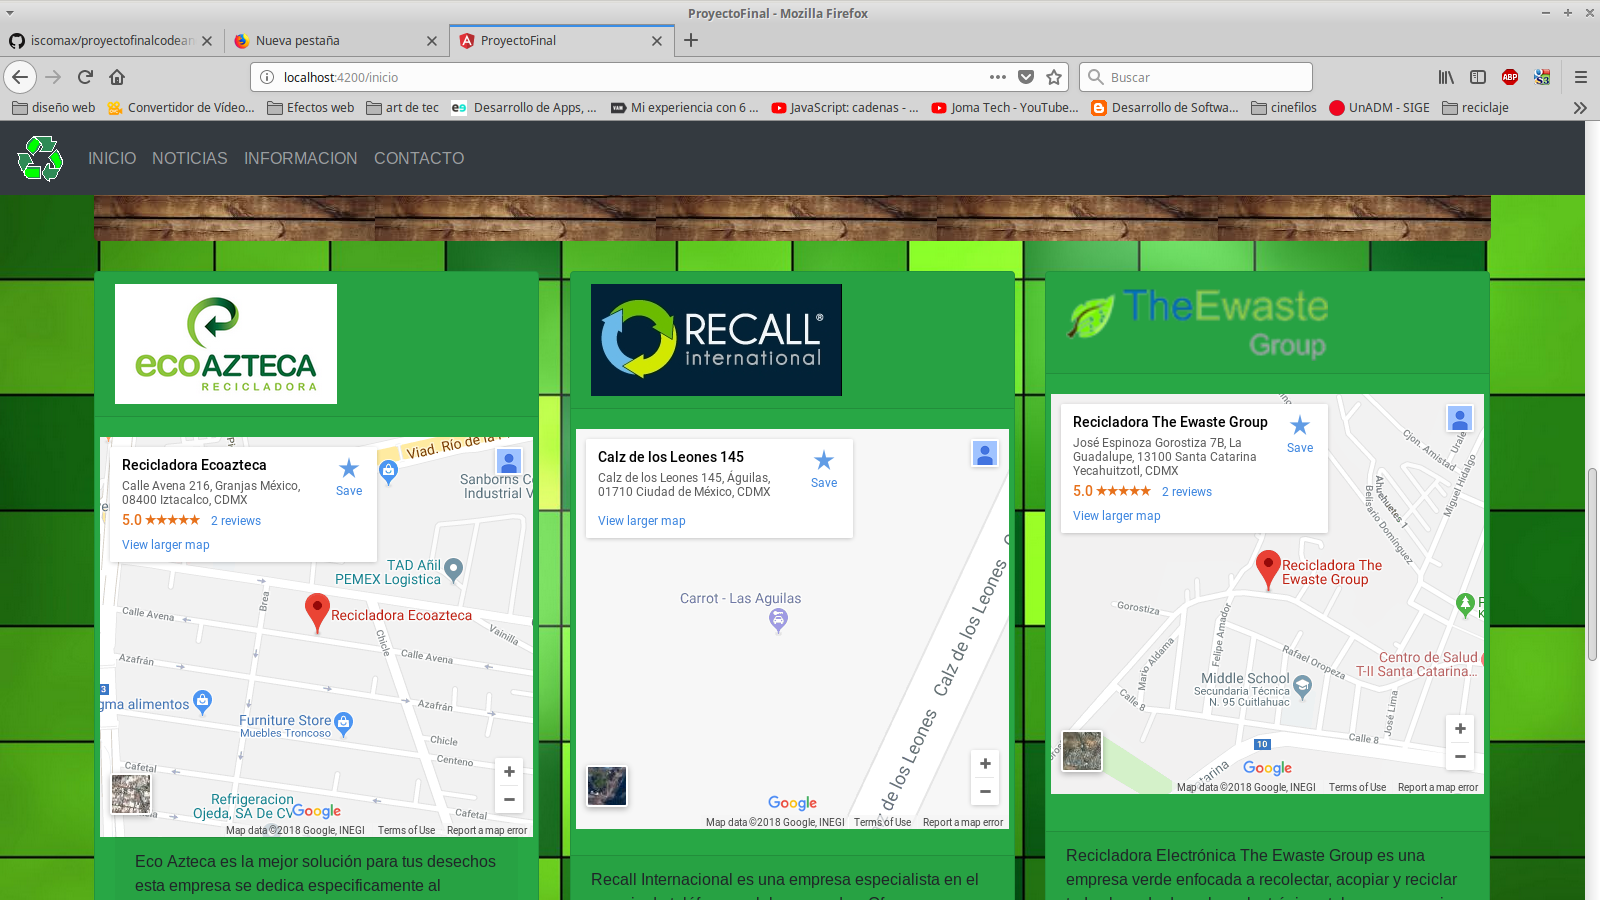 ProyectoFinal - Mozilla Firefox
iscomax/proyectofinalcodean
Nueva pestaña
ProyectoFinal
localhost:4200/inicio
Buscar
ABP
diseño web
Convertidor de Vídeo...
Efectos web
art de tec
Desarrollo de Apps, ...
Mi experiencia con 6 ...
JavaScript: cadenas - ...
Joma Tech - YouTube...
Desarrollo de Softwa...
cinefilos
UnADM - SIGE
reciclaje
INICIO NOTICIAS INFORMACION CONTACTO
ecoAZTECA
RECICLADORA
Viad. Río de la
Recicladora Ecoazteca
Calle Avena 216, Granjas México,
08400 Iztacalco, CDMX
5.0 2 reviews
View larger map
Save
Sanborns C
Industrial V
TAD Añil
PEMEX Logistica
Brea
Calle Avena
Recicladora Ecoazteca
Chicle
Vainilla
Calle Avena
Azafrán
3
gma alimentos
Azafrán
Furniture Store
Muebles Troncoso
Chicle
Centeno
Cafetal
Refrigeracion
Ojeda, SA De CV
Google
Cafetal
Map data ©2018 Google, INEGI Terms of Use Report a map error
Eco Azteca es la mejor solución para tus desechos
esta empresa se dedica especificamente al
RECALL®
international
Calz de los Leones 145
Calz de los Leones 145, Águilas,
01710 Ciudad de México, CDMX
View larger map
Save
Carrot - Las Aguilas
Calz de los Leones
de los Leones
Google
Map data ©2018 Google, INEGI Terms of Use Report a map error
Recall Internacional es una empresa especialista en el
TheEwaste
Group
Recicladora The Ewaste Group
José Espinoza Gorostiza 7B, La
Guadalupe, 13100 Santa Catarina
Yecahuitzotl, CDMX
5.0 2 reviews
View larger map
Save
Cjon. Amistad
Ahuehuetes 1
Belisario Domínguez
Miguel Hidalgo
Recicladora The
Ewaste Group
Gorostiza
Felipe Amador
Mario Aldama
Rafael Oropeza
Centro de Salud
T-II Santa Catarina...
Middle School
Secundaria Técnica
N. 95 Cuitlahuac
Calle 8
José Lima
Calle 8
10
Google
Map data ©2018 Google, INEGI Terms of Use Report a map error
Recicladora Electrónica The Ewaste Group es una
empresa verde enfocada a recolectar, acopiar y reciclar